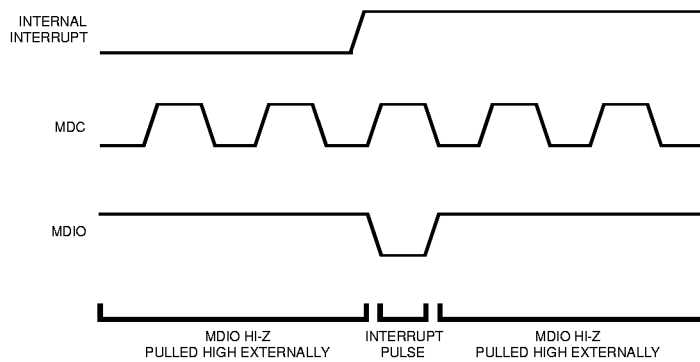 INTERNAL
INTERRUPT
MDC
MDIO
MDIO HI-Z
PULLED HIGH EXTERNALLY
INTERRUPT
PULSE
MDIO HI-Z
PULLED HIGH EXTERNALLY